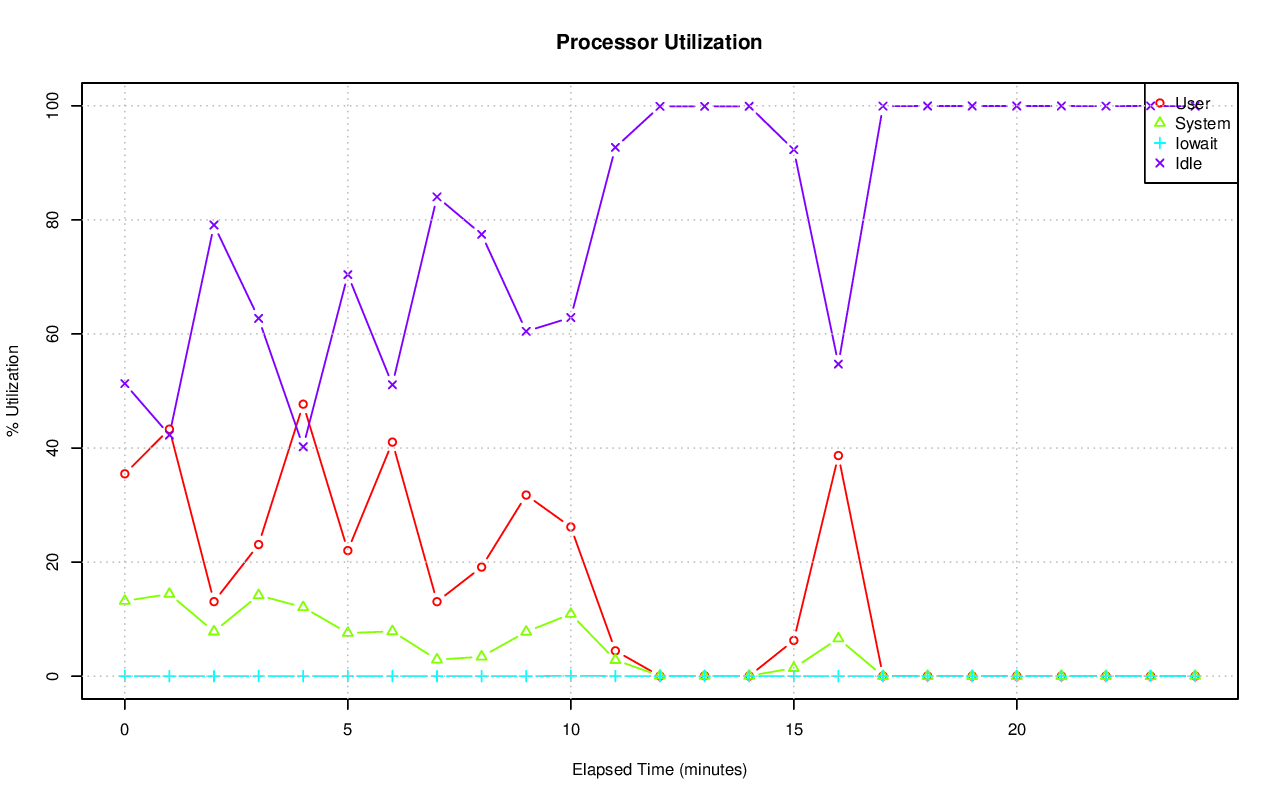 Processor Utilization
% Utilization
100
80
60
40
20
0
User
System
Iowait
Idle
0 5 10 15 20
Elapsed Time (minutes)